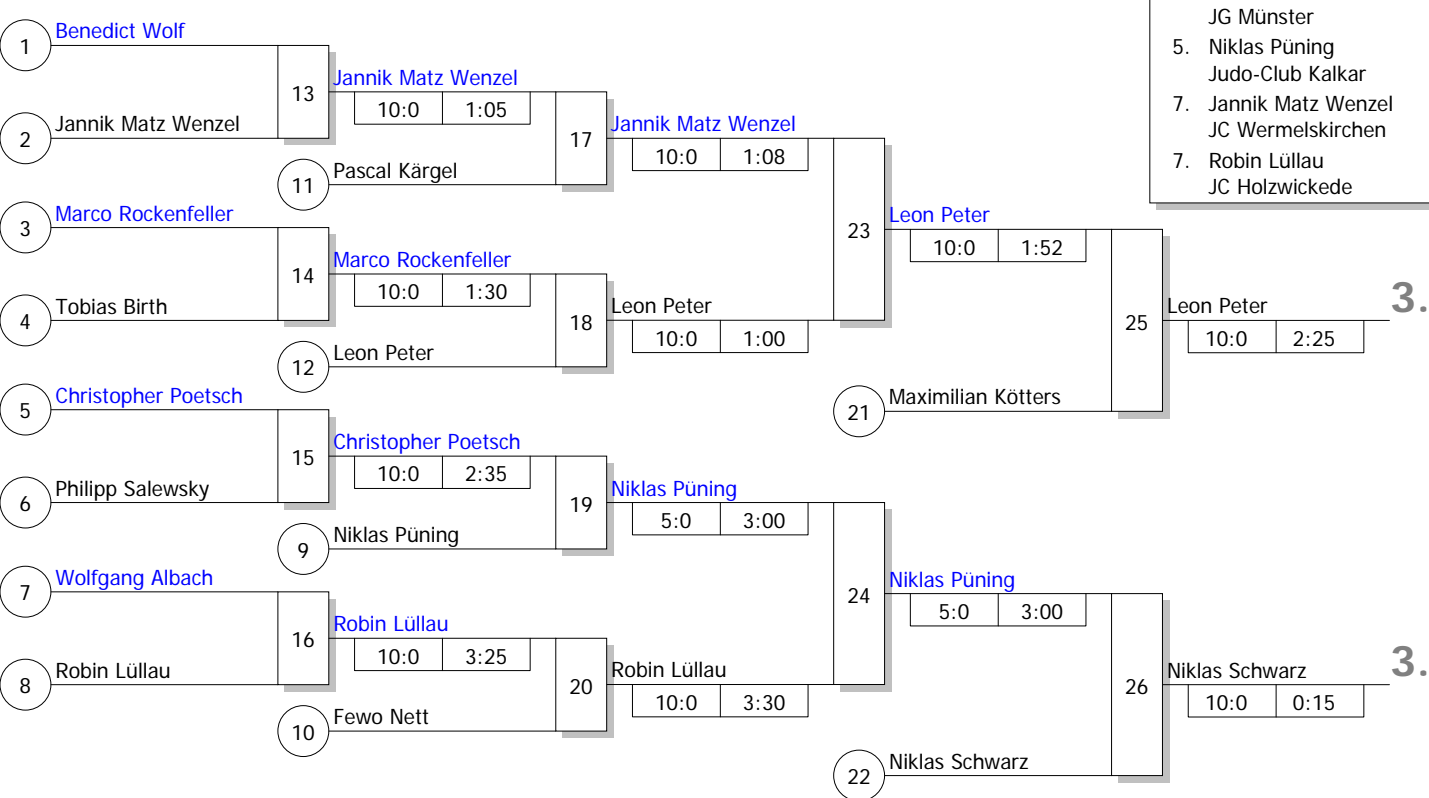 JG Münster
5. Niklas Püning
Judo-Club Kalkar
7. Jannik Matz Wenzel
JC Wermelskirchen
7. Robin Lüllau
JC Holzwickede
1 Benedict Wolf
2 Jannik Matz Wenzel
13
Jannik Matz Wenzel
10:0 1:05
11 Pascal Kärgel
17
Jannik Matz Wenzel
10:0 1:08
3 Marco Rockenfeller
4 Tobias Birth
14
Marco Rockenfeller
10:0 1:30
12 Leon Peter
18
Leon Peter
10:0 1:00
23
Leon Peter
10:0 1:52
21 Maximilian Kötters
25
Leon Peter
10:0 2:25
3.
5 Christopher Poetsch
6 Philipp Salewsky
15
Christopher Poetsch
10:0 2:35
9 Niklas Püning
19
Niklas Püning
5:0 3:00
7 Wolfgang Albach
8 Robin Lüllau
16
Robin Lüllau
10:0 3:25
10 Fewo Nett
20
Robin Lüllau
10:0 3:30
24
Niklas Püning
5:0 3:00
22 Niklas Schwarz
26
Niklas Schwarz
10:0 0:15
3.